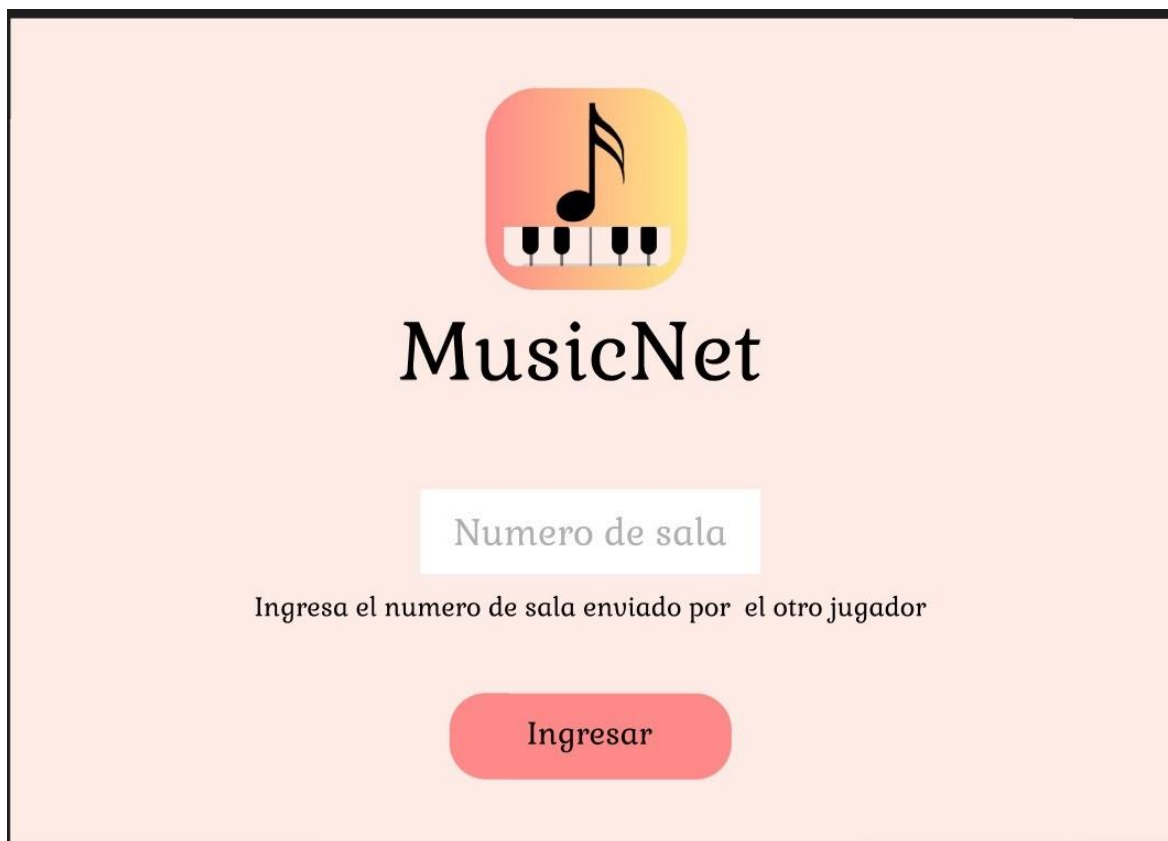 MusicNet
Numero de sala
Ingresa el numero de sala enviado por el otro jugador
Ingresar